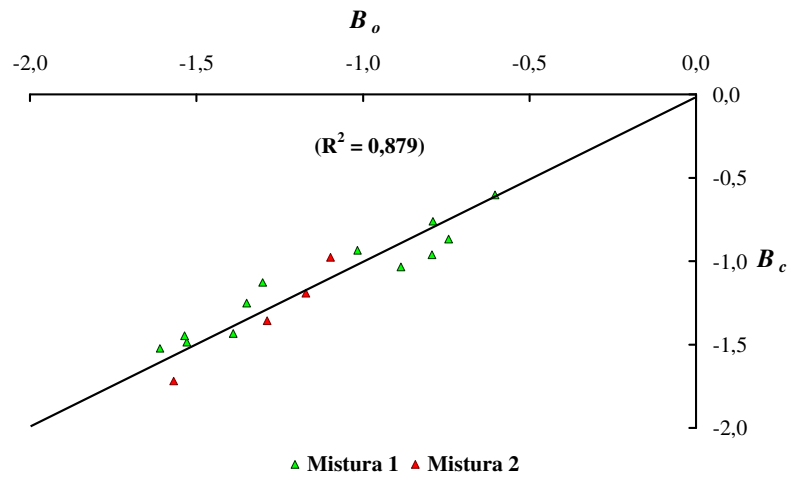 B o
-2,0 -1,5 -1,0 -0,5 0,0
0,0
(R² = 0,879)
-0,5
-1,0 B c
-1,5
-2,0
Mistura 1 Mistura 2